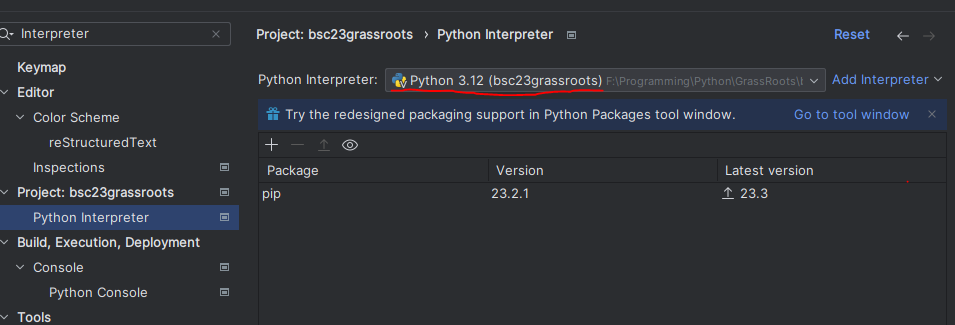 Interpreter
Project: bsc23grassroots › Python Interpreter
Reset
Keymap
Python Interpreter: Python 3.12 (bsc23grassroots) F:\Programming\Python\GrassRoots\
Add Interpreter
Editor
Color Scheme
Try the redesigned packaging support in Python Packages tool window.
Go to tool window
reStructuredText
Inspections
Package Version Latest version
Project: bsc23grassroots
pip 23.2.1 23.3
Python Interpreter
Build, Execution, Deployment
Console
Python Console
Tools